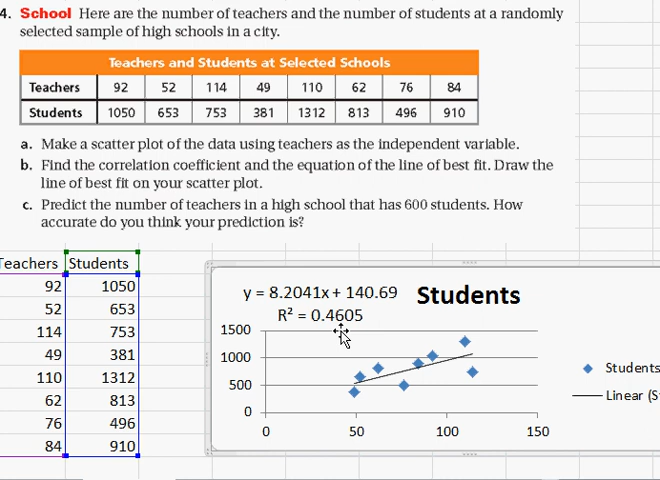 4. School Here are the number of teachers and the number of students at a randomly
selected sample of high schools in a city.
Teachers and Students at Selected Schools
Teachers 92 52 114 49 110 62 76 84
Students 1050 653 753 381 1312 813 496 910
a. Make a scatter plot of the data using teachers as the independent variable.
b. Find the correlation coefficient and the equation of the line of best fit. Draw the
line of best fit on your scatter plot.
c. Predict the number of teachers in a high school that has 600 students. How
accurate do you think your prediction is?
Teachers Students
92 1050
52 653
114 753
49 381
110 1312
62 813
76 496
84 910
Students
y = 8.2041x + 140.69
R² = 0.4605
1500
1000
500
0
0 50 100 150
Students
Linear (S